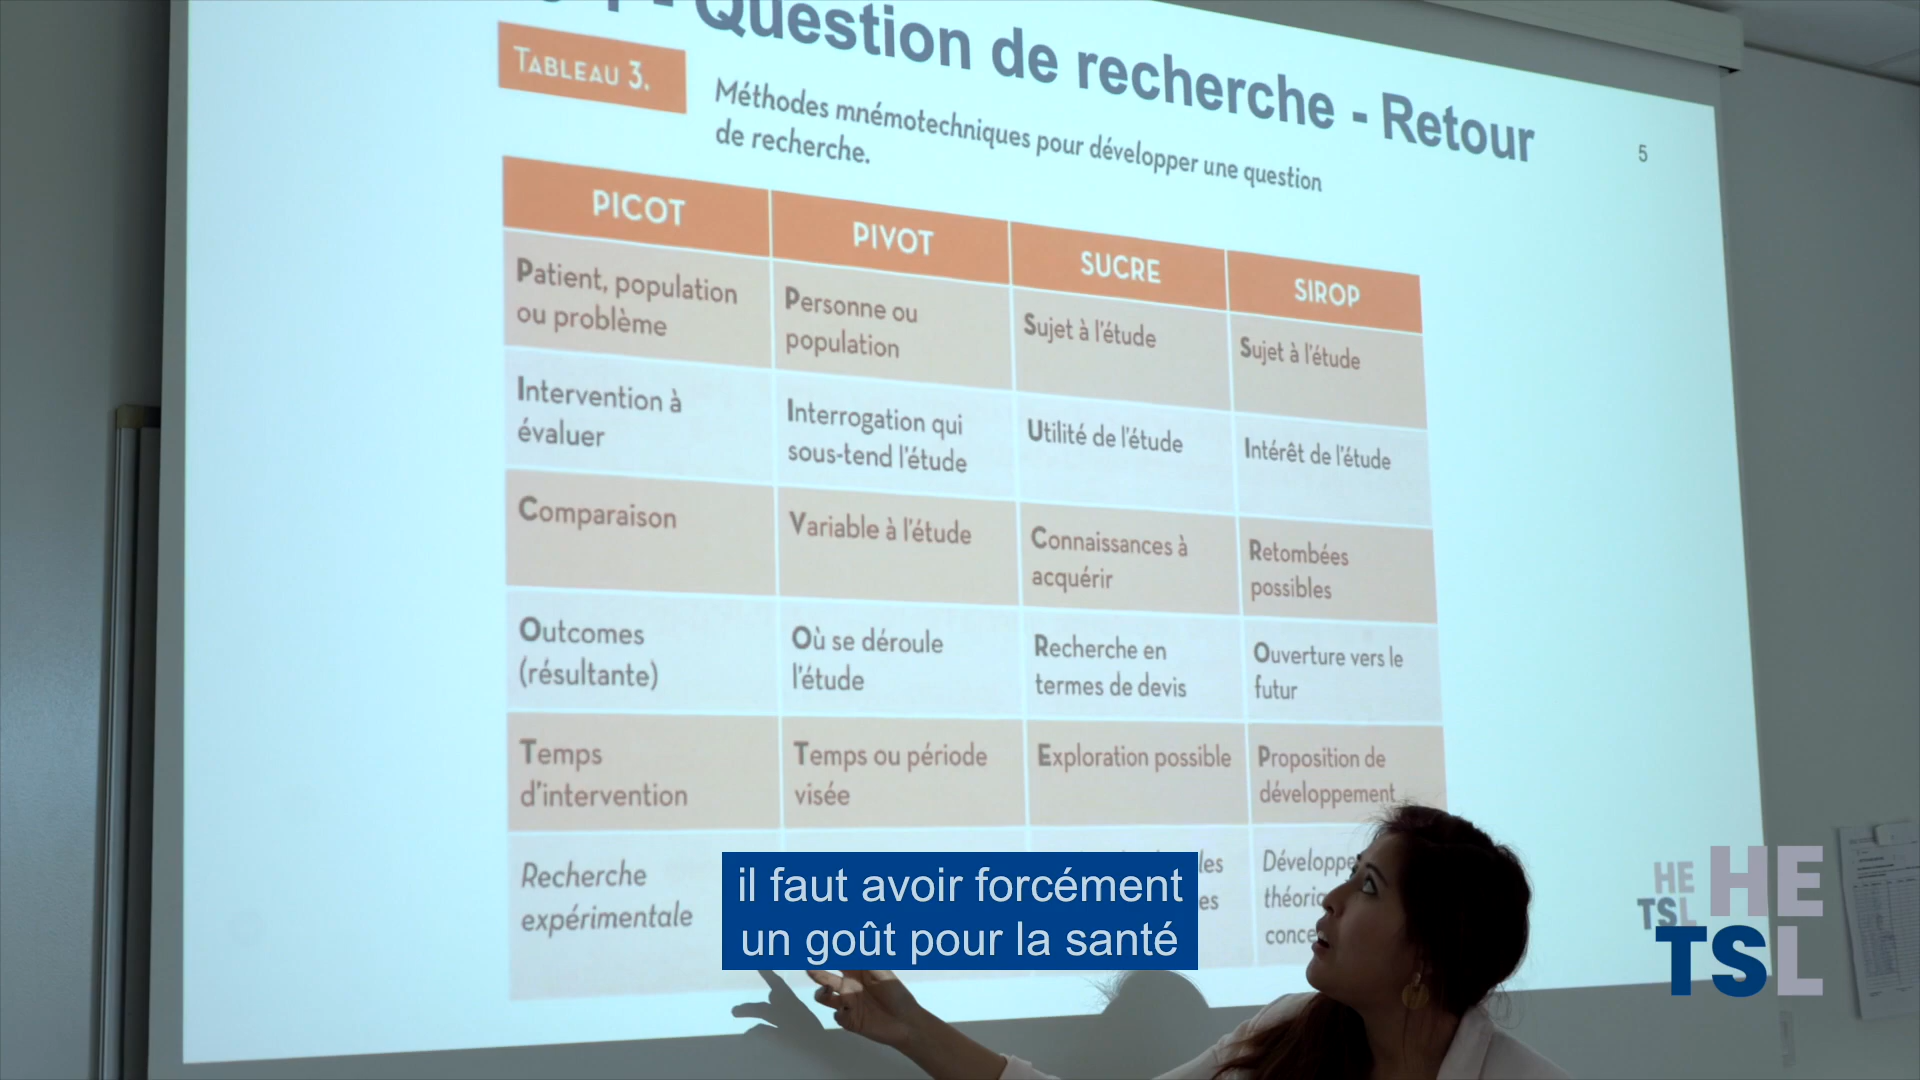 - Question de recherche - Retour
5
TABLEAU 3.
Méthodes mnémotechniques pour développer une question
de recherche.
PICOT
PIVOT
SUCRE
SIROP
Patient, population
ou problème
Personne ou
population
Sujet à l'étude
Sujet à l'étude
Intervention à
évaluer
Interrogation qui
sous-tend l'étude
Utilité de l'étude
Intérêt de l'étude
Comparaison
Variable à l'étude
Connaissances à
acquérir
Retombées
possibles
Outcomes
(résultante)
Où se déroule
l'étude
Recherche en
termes de devis
Ouverture vers le
futur
Temps
d'intervention
Temps ou période
visée
Exploration possible
Proposition de
développement
Recherche
expérimentale
il faut avoir forcément
un goût pour la santé
HE
TSL
HE
TSL